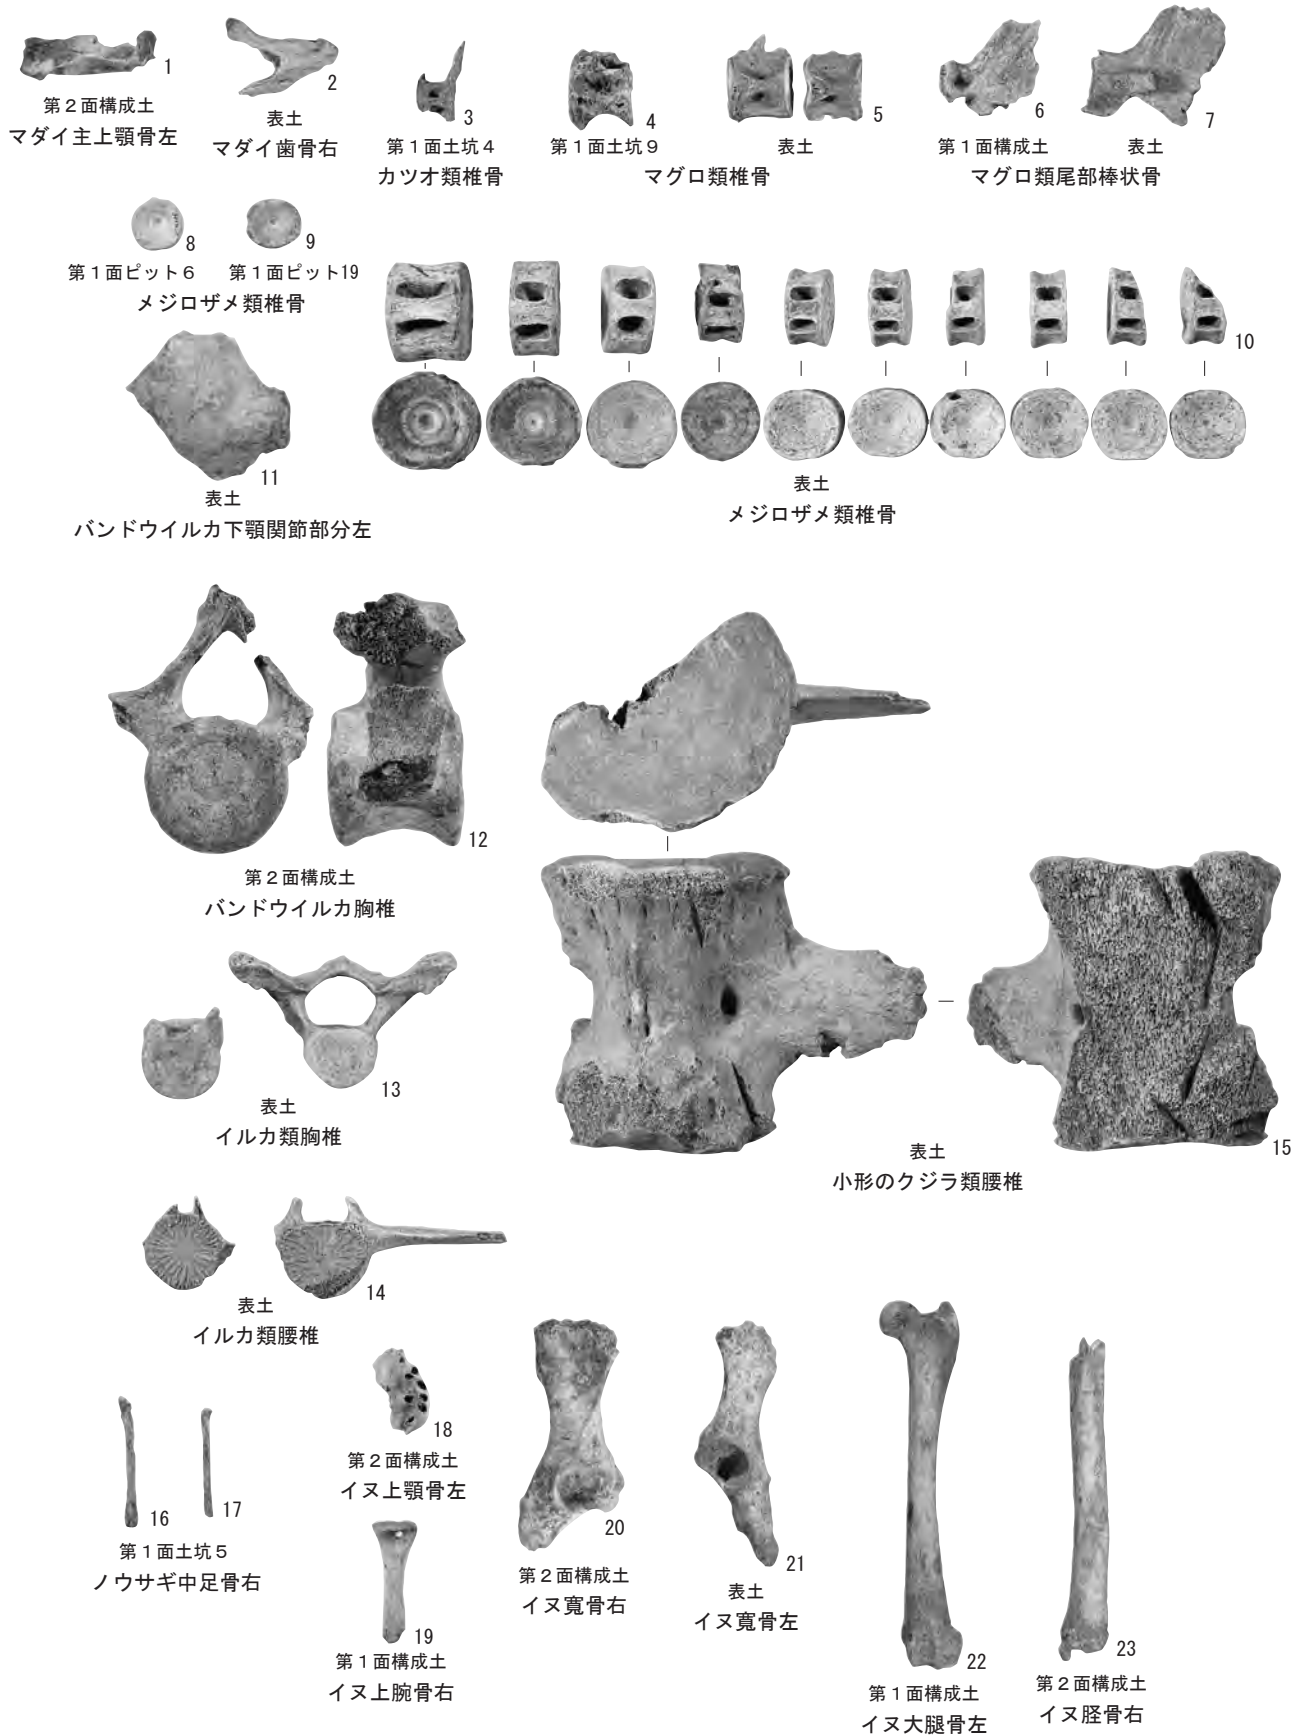 1
第2面構成土
マダイ主上顎骨左
2
表土
マダイ歯骨右
3
第1面土坑4
カツオ類椎骨
4
第1面土坑9
5
表土
マグロ類椎骨
6
第1面構成土
7
表土
マグロ類尾部棒状骨
8
第1面ピット6
9
第1面ピット19
メジロザメ類椎骨
10
表土
メジロザメ類椎骨
11
表土
バンドウイルカ下顎関節部分左
12
第2面構成土
バンドウイルカ胸椎
13
表土
イルカ類胸椎
14
表土
イルカ類腰椎
15
表土
小形のクジラ類腰椎
16
17
第1面土坑5
ノウサギ中足骨右
18
第2面構成土
イヌ上顎骨左
19
第1面構成土
イヌ上腕骨右
20
第2面構成土
イヌ寛骨右
21
表土
イヌ寛骨左
22
第1面構成土
イヌ大腿骨左
23
第2面構成土
イヌ脛骨右